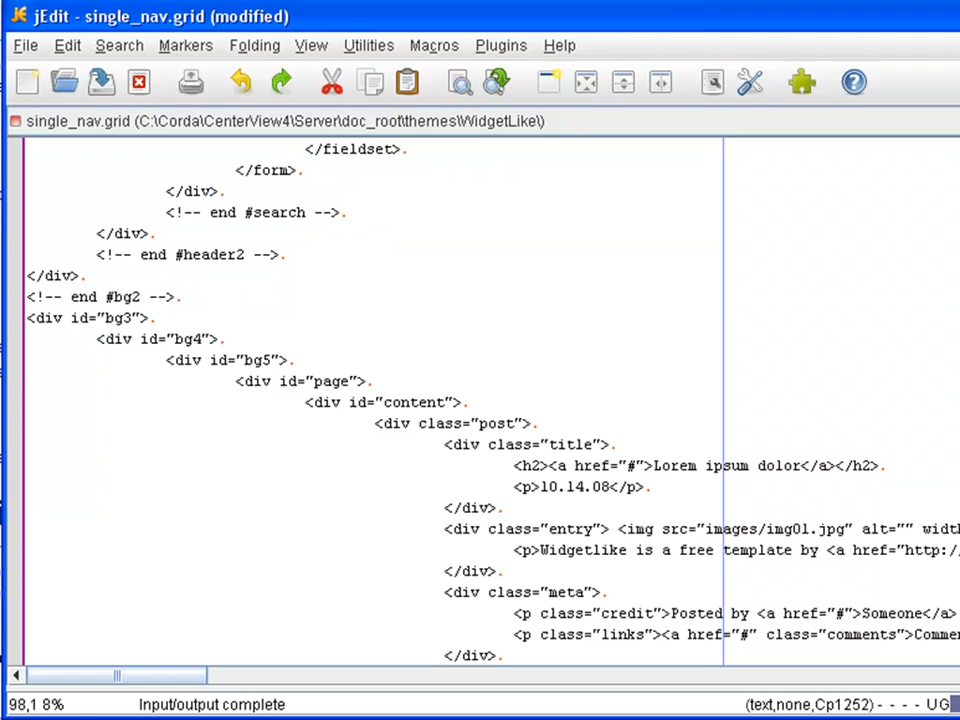 jEdit - single_nav.grid (modified)
File Edit Search Markers Folding View Utilities Macros Plugins Help
single_nav.grid (C:\Corda\CenterView4\Server\doc_root\themes\WidgetLike\)
</fieldset>.
</form>.
</div>.
<!-- end #search -->.
</div>.
<!-- end #header2 -->.
</div>.
<!-- end #bg2 -->.
<div id="bg3">.
<div id="bg4">.
<div id="bg5">.
<div id="page">.
<div id="content">.
<div class="post">.
<div class="title">.
<h2><a href="#">Lorem ipsum dolor</a></h2>.
<p>10.14.08</p>.
</div>.
<div class="entry"> <img src="images/img01.jpg" alt="" width
<p>Widgetlike is a free template by <a href="http:/
</div>.
<div class="meta">.
<p class="credit">Posted by <a href="#">Someone</a>
<p class="links"><a href="#" class="comments">Comme
</div>.
98,1 8% Input/output complete (text,none,Cp1252)- - - - UG